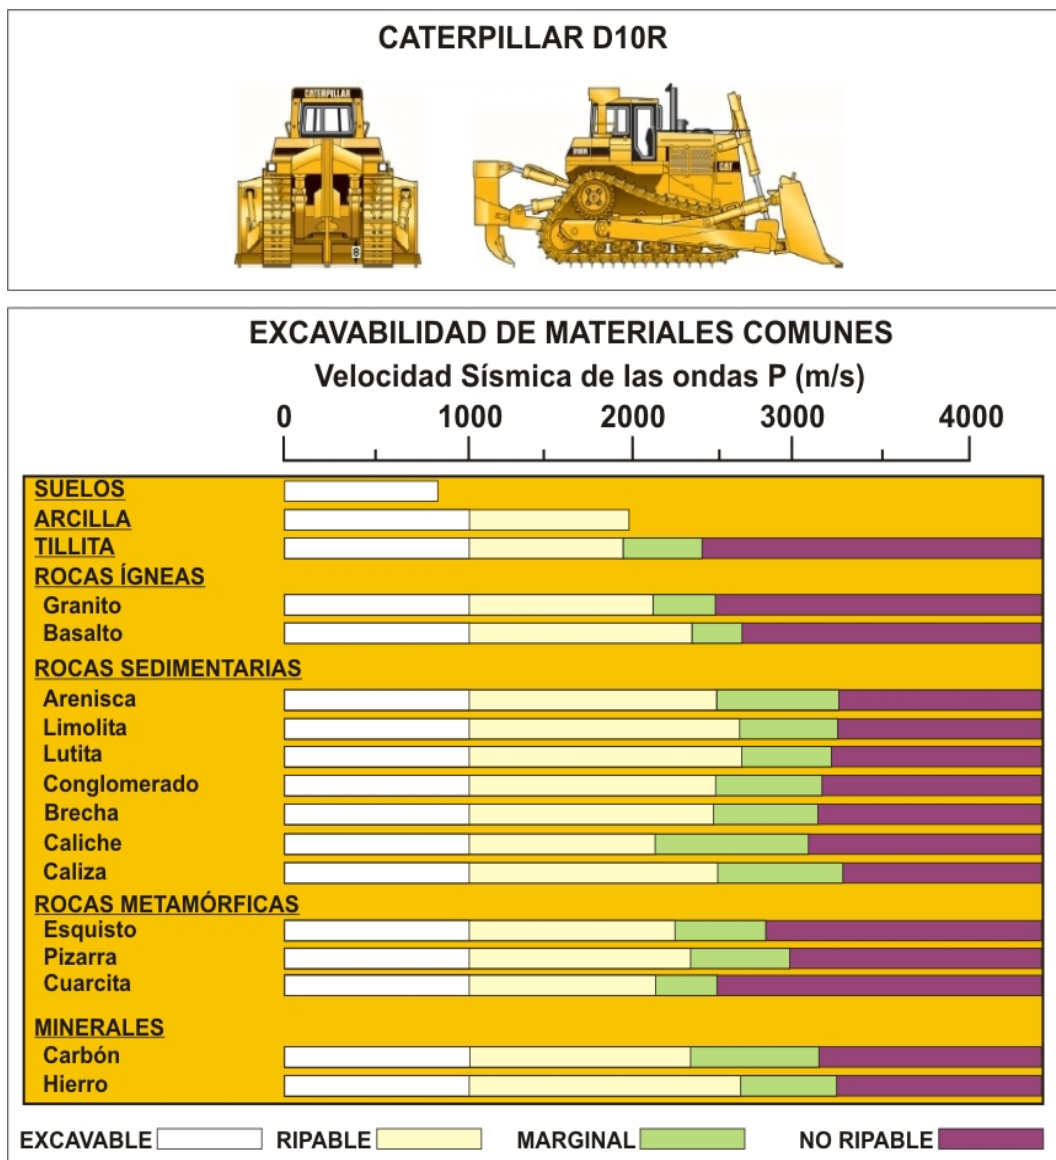 CATERPILLAR D10R
CATERPILLAR
D10R
CAT
8
EXCAVABILIDAD DE MATERIALES COMUNES
Velocidad Sísmica de las ondas P (m/s)
0 1000 2000 3000 4000
SUELOS
ARCILLA
TILLITA
ROCAS ÍGNEAS
Granito
Basalto
ROCAS SEDIMENTARIAS
Arenisca
Limolita
Lutita
Conglomerado
Brecha
Caliche
Caliza
ROCAS METAMÓRFICAS
Esquisto
Pizarra
Cuarcita
MINERALES
Carbón
Hierro
EXCAVABLE RIPABLE MARGINAL NO RIPABLE